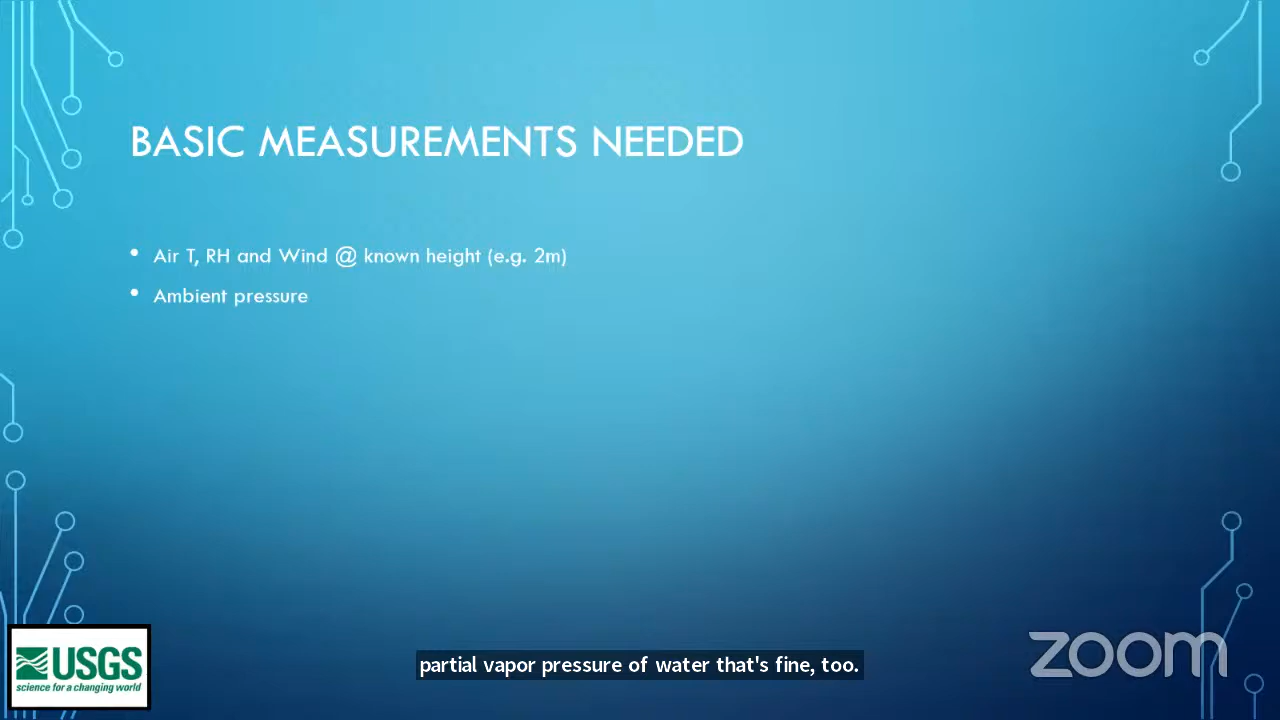 BASIC MEASUREMENTS NEEDED
• Air T, RH and Wind @ known height (e.g. 2m)
• Ambient pressure
partial vapor pressure of water that's fine, too.
USGS
science for a changing world
zoom